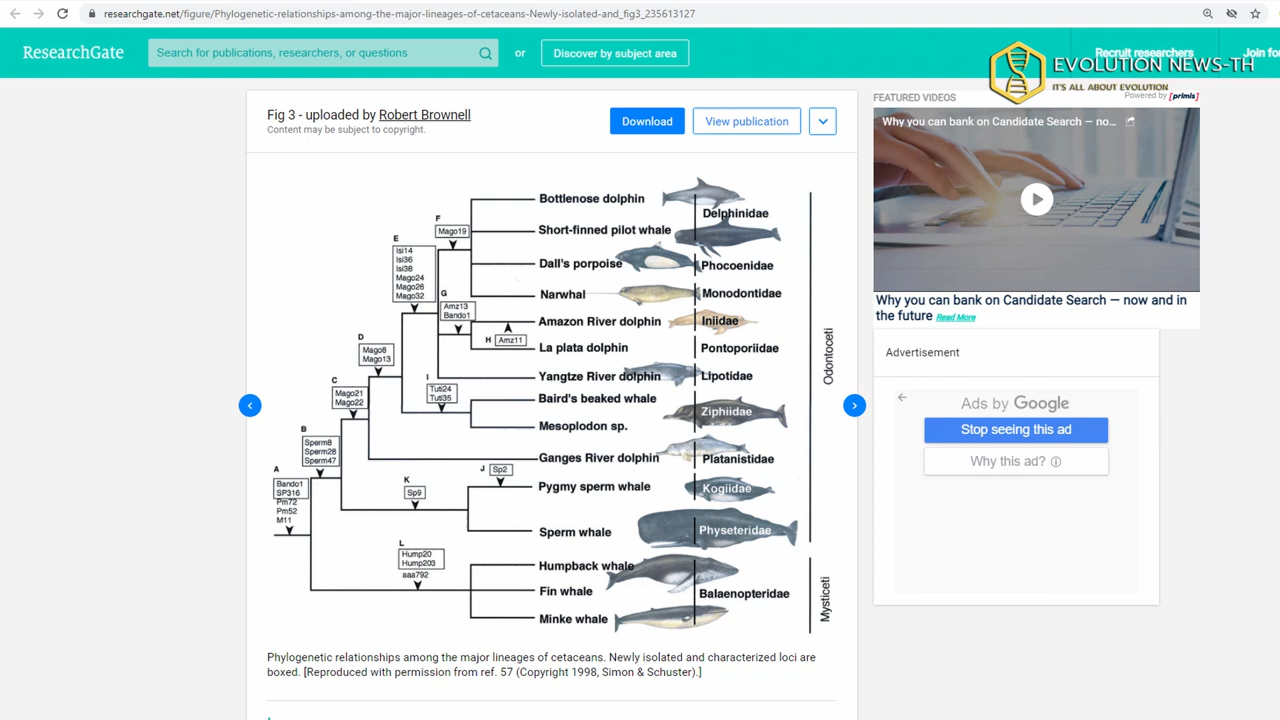 researchgate.net/figure/Phylogenetic-relationships-among-the-major-lineages-of-cetaceans-Newly-isolated-and_fig3_235613127
ResearchGate
Search for publications, researchers, or questions
or
Discover by subject area
Recruit researchers
Join for
EVOLUTION NEWS-TH
IT'S ALL ABOUT EVOLUTION
Fig 3 - uploaded by Robert Brownell
Content may be subject to copyright.
Download
View publication
FEATURED VIDEOS
Powered by [primis]
Why you can bank on Candidate Search — no...
Why you can bank on Candidate Search — now and in
the future Read More
Advertisement
Ads by Google
Stop seeing this ad
Why this ad?
Bottlenose dolphin
Delphinidae
Short-finned pilot whale
Dall's porpoise
Phocoenidae
Narwhal
Monodontidae
Amazon River dolphin
Iniidae
La plata dolphin
Pontoporiidae
Yangtze River dolphin
Lipotidae
Baird's beaked whale
Ziphiidae
Mesoplodon sp.
Ganges River dolphin
Platanistidae
Pygmy sperm whale
Kogiidae
Sperm whale
Physeteridae
Humpback whale
Fin whale
Balaenopteridae
Minke whale
Odontoceti
Mysticeti
F
Mago19
E
Isi14
Isi36
Isi38
Mago24
Mago26
Mago32
G
Amz13
Bando1
H
Amz11
D
Mago8
Mago13
I
Tuti24
Tuti35
C
Mago21
Mago22
B
Sperm8
Sperm28
Sperm47
J
Sp2
A
Bando1
SP316
Pm72
Pm52
M11
K
Sp9
L
Hump20
Hump203
aaa792
Phylogenetic relationships among the major lineages of cetaceans. Newly isolated and characterized loci are
boxed. [Reproduced with permission from ref. 57 (Copyright 1998, Simon & Schuster).]